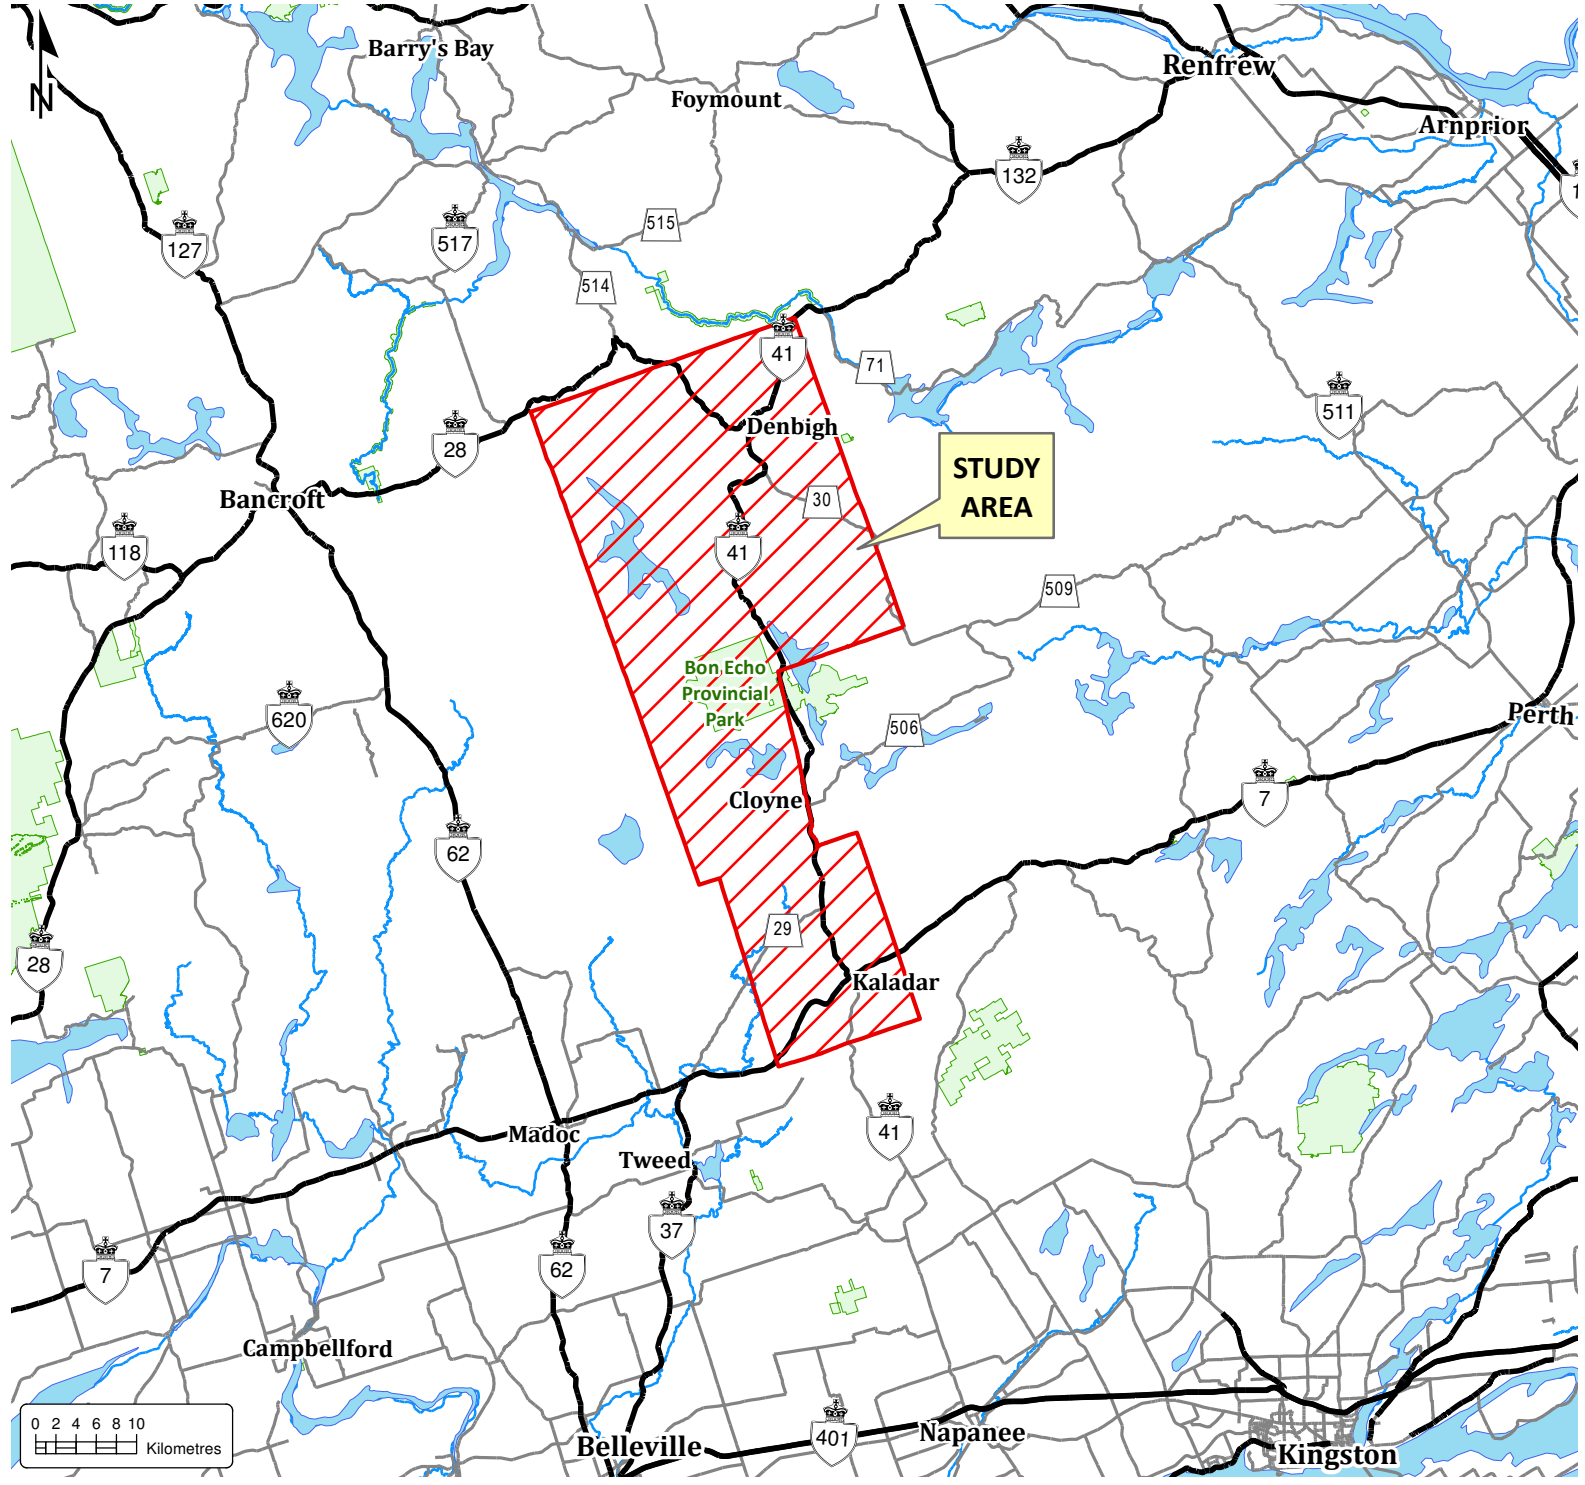 Barry's Bay
Renfrew
Foymount
Arnprior
N
132
127
517
515
514
41
71
511
28
Denbigh
STUDY
AREA
Bancroft
30
118
41
509
Bon Echo
Provincial
Park
620
506
Perth
7
Cloyne
62
29
28
Kaladar
41
Madoc
Tweed
37
62
7
Campbellford
0 2 4 6 8 10
Kilometres
Belleville
401
Napanee
Kingston